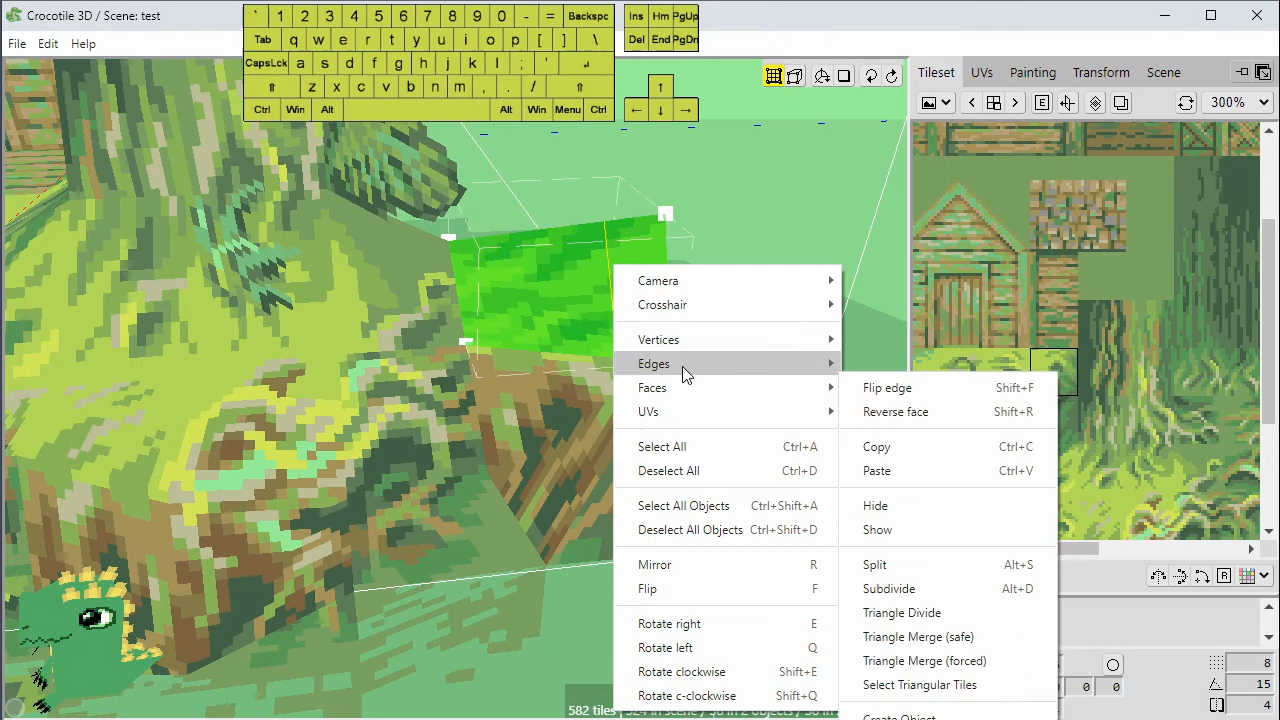 Crocotile 3D / Scene: test
File Edit Help
` 1 2 3 4 5 6 7 8 9 0 - = Backspc
Tab q w e r t y u i o p [ ] \
CapsLck a s d f g h j k l ; ' ↵
⇧ z x c v b n m , . / ⇧
Ctrl Win Alt Alt Win Menu Ctrl
Ins Hm PgUp
Del End PgDn
↑
← ↓ →
Tileset UVs Painting Transform Scene
E 300%
Camera
Crosshair
Vertices
Edges
Faces
UVs
Select All Ctrl+A
Deselect All Ctrl+D
Select All Objects Ctrl+Shift+A
Deselect All Objects Ctrl+Shift+D
Mirror R
Flip F
Rotate right E
Rotate left Q
Rotate clockwise Shift+E
Rotate c-clockwise Shift+Q
Flip edge Shift+F
Reverse face Shift+R
Copy Ctrl+C
Paste Ctrl+V
Hide
Show
Split Alt+S
Subdivide Alt+D
Triangle Divide
Triangle Merge (safe)
Triangle Merge (forced)
Select Triangular Tiles
Create Object
R
8
0 0 15
4
582 tiles